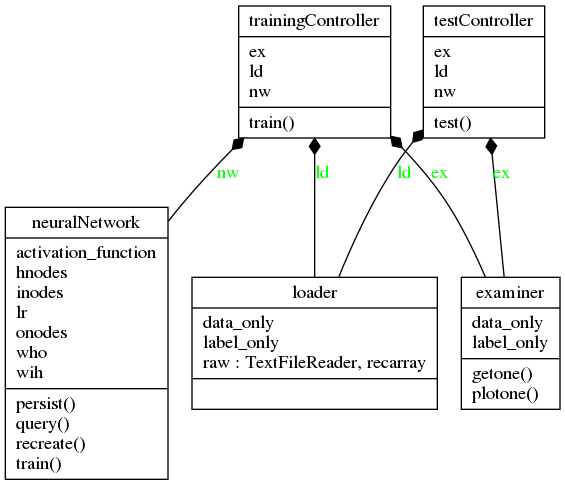 trainingController
ex
ld
nw
train()
testController
ex
ld
nw
test()
nw
ld
ld
ex
ex
neuralNetwork
activation_function
hnodes
inodes
lr
onodes
who
wih
persist()
query()
recreate()
train()
loader
data_only
label_only
raw : TextFileReader, recarray
examiner
data_only
label_only
getone()
plotone()